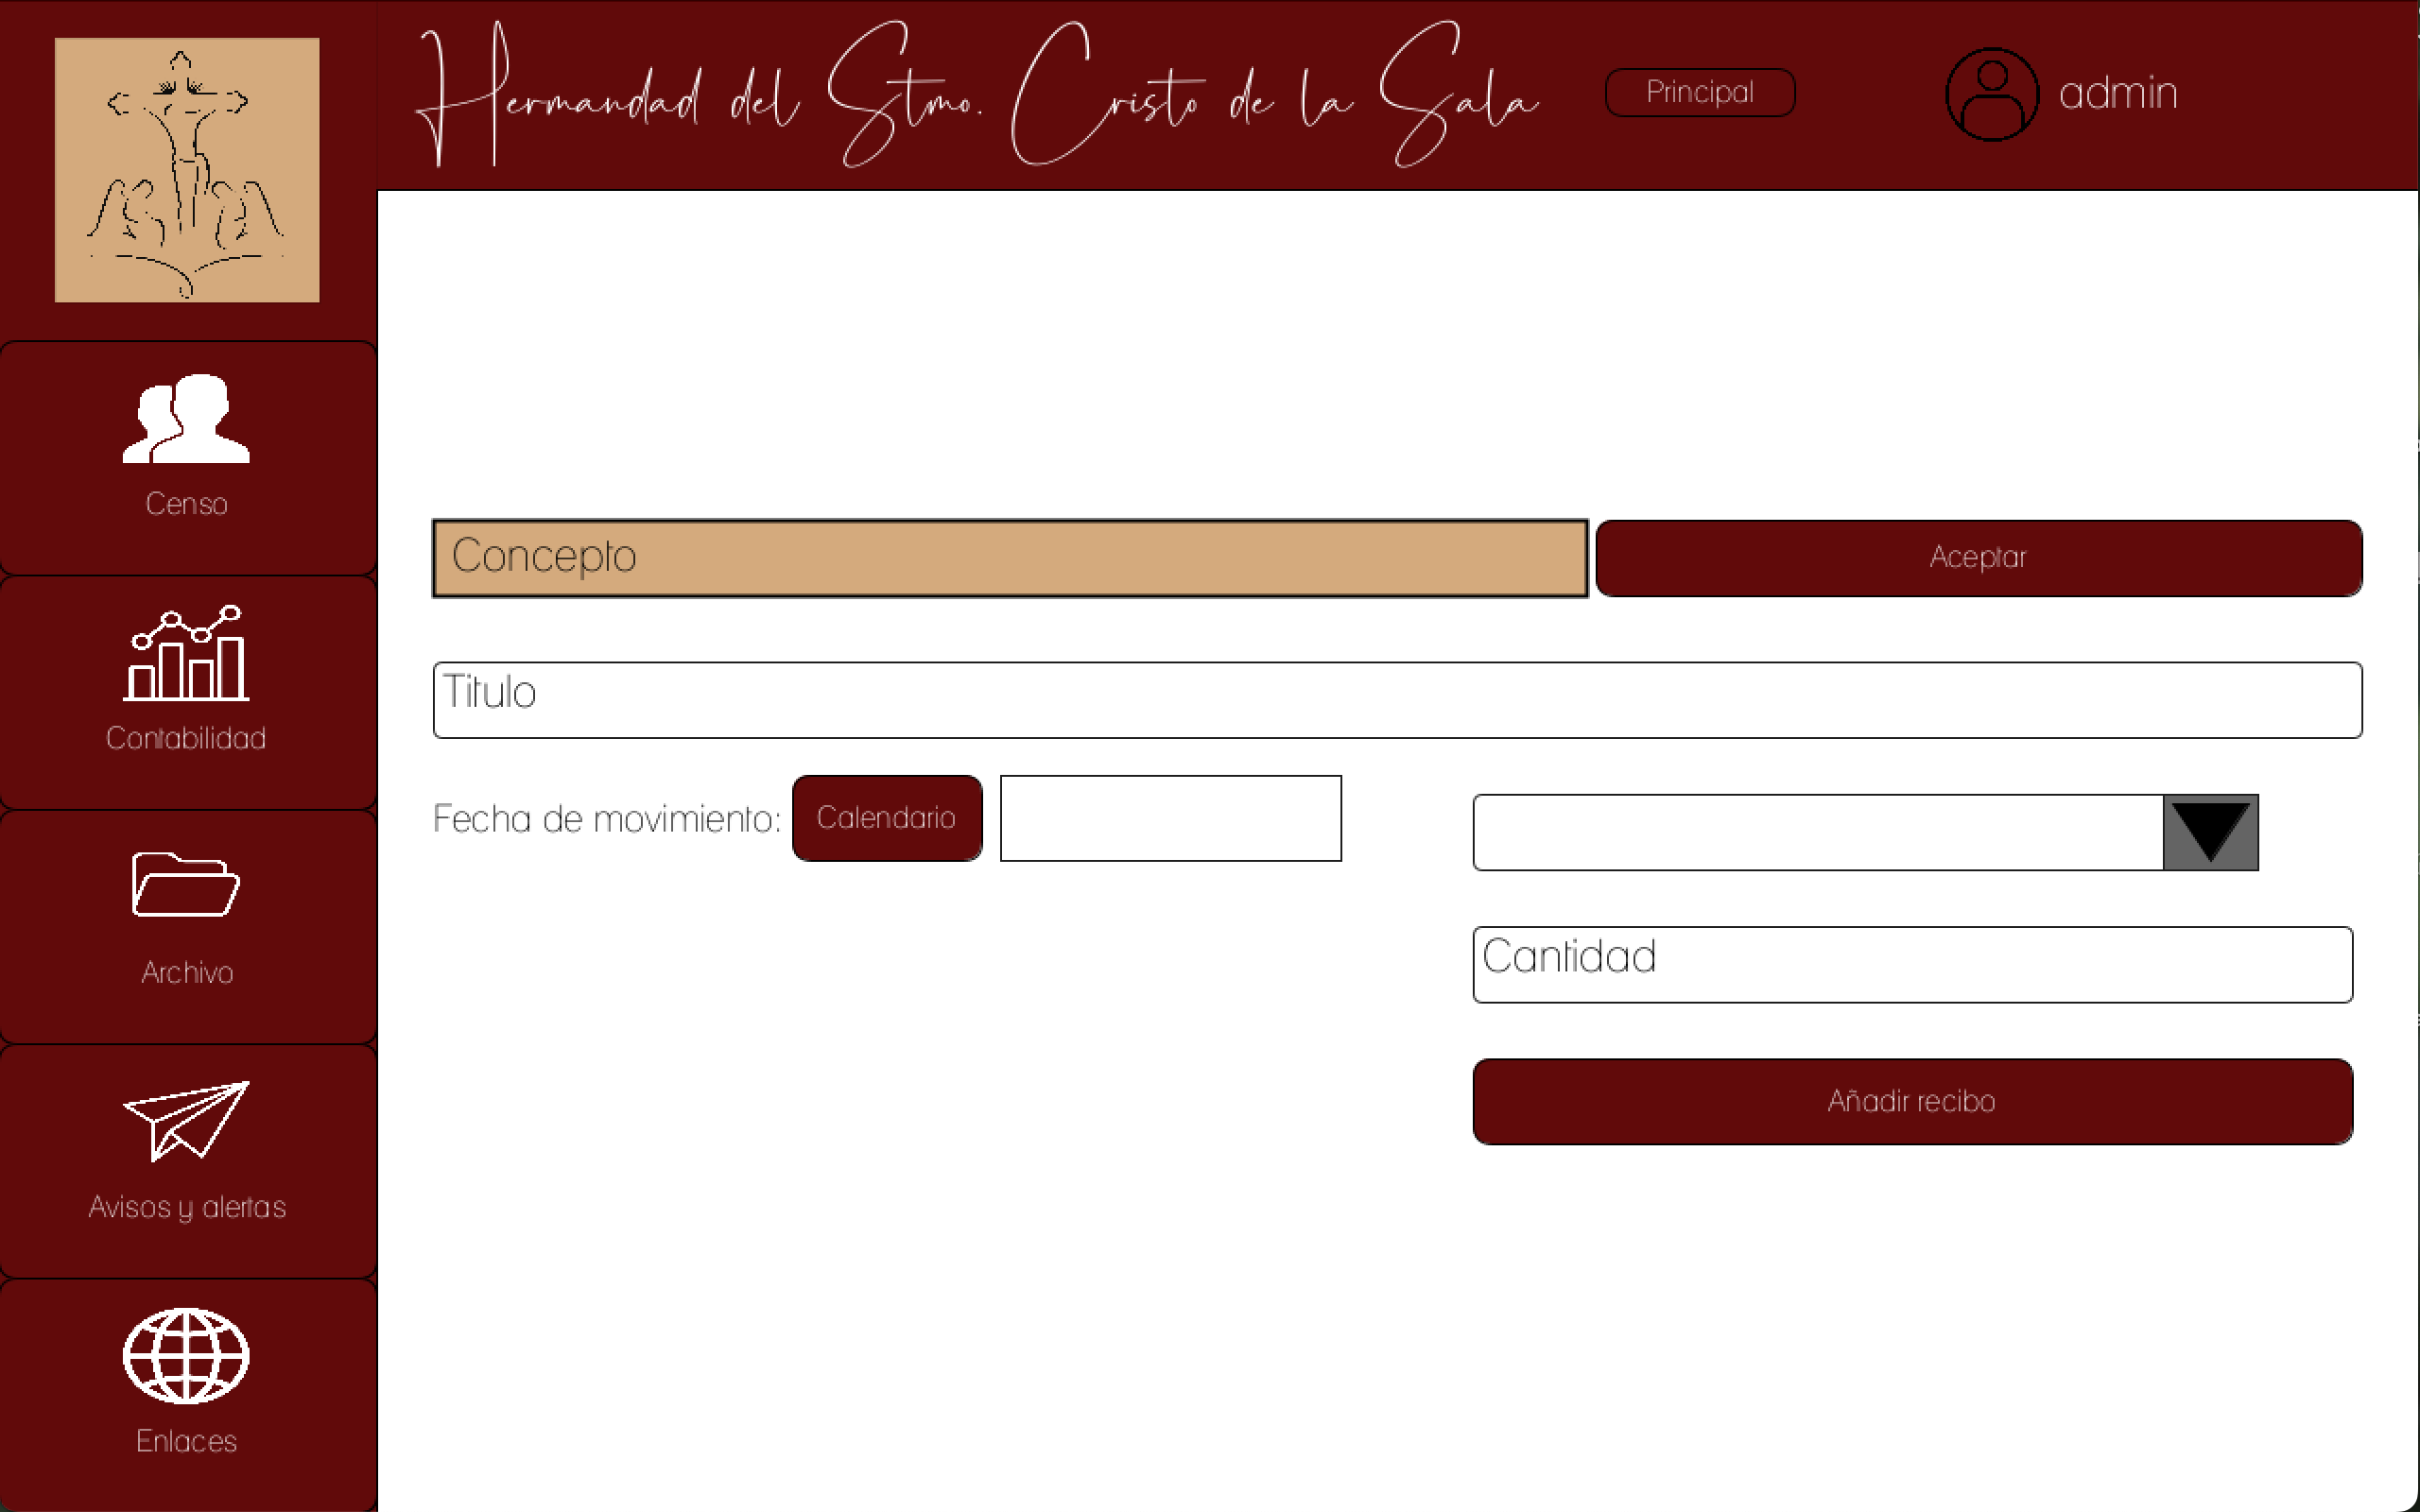 Hermandad del Stmo. Cristo de la Sala
Principal
admin
Censo
Contabilidad
Archivo
Avisos y alertas
Enlaces
Concepto
Aceptar
Titulo
Fecha de movimiento:
Calendario
Cantidad
Añadir recibo